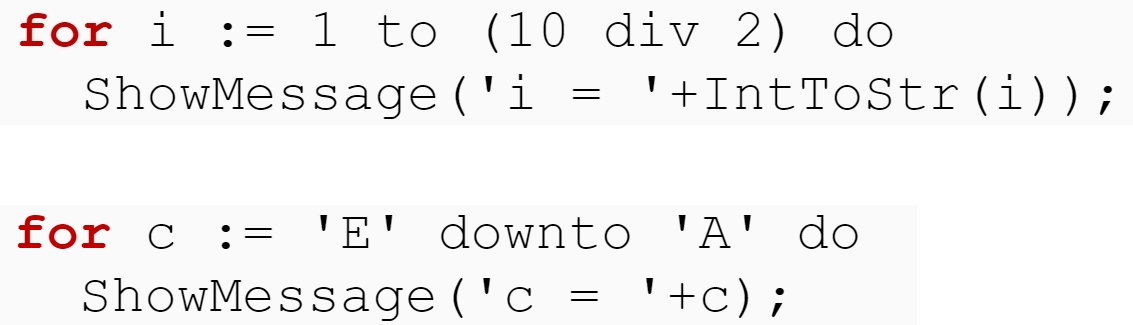 for i := 1 to (10 div 2) do
  ShowMessage('i = '+IntToStr(i));
for c := 'E' downto 'A' do
  ShowMessage('c = '+c);